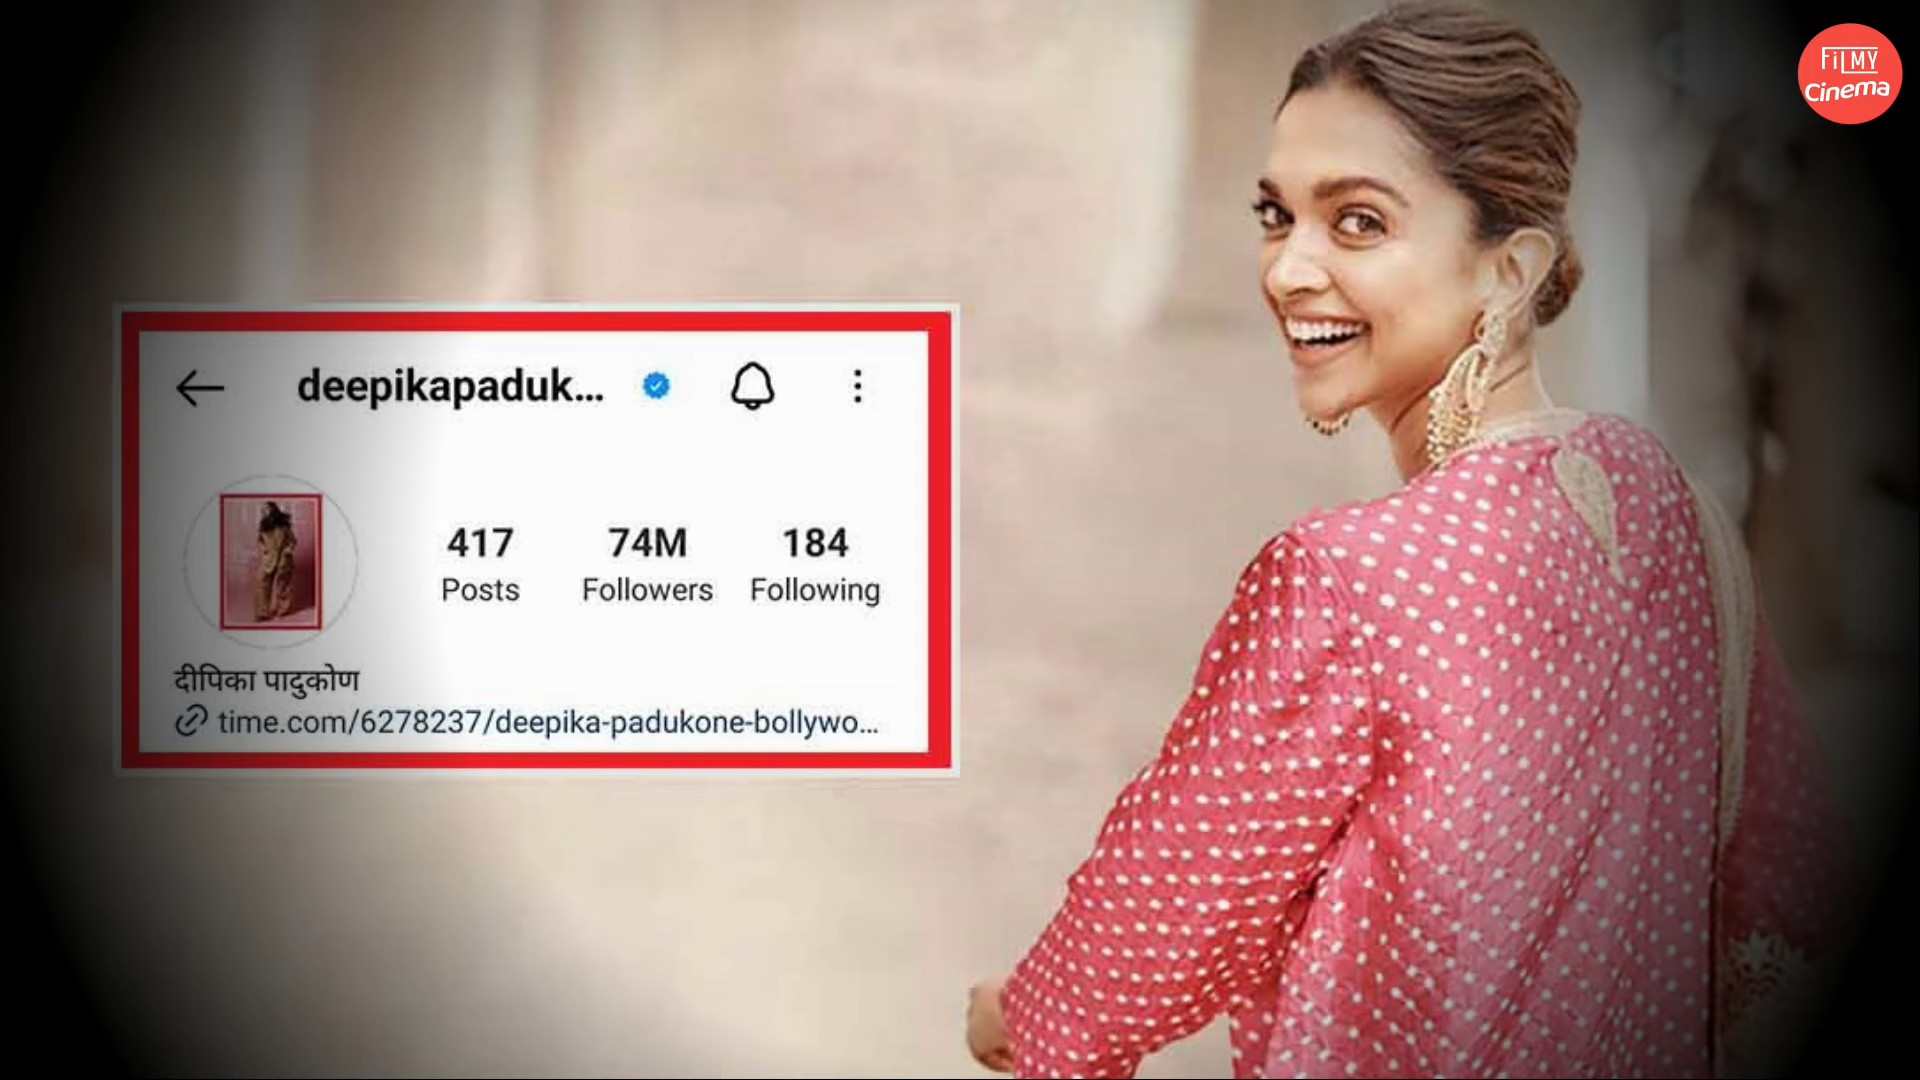 FiLMY
Cinema
deepikapaduk...
417 74M 184
Posts Followers Following
दीपिका पादुकोण
time.com/6278237/deepika-padukone-bollywo...